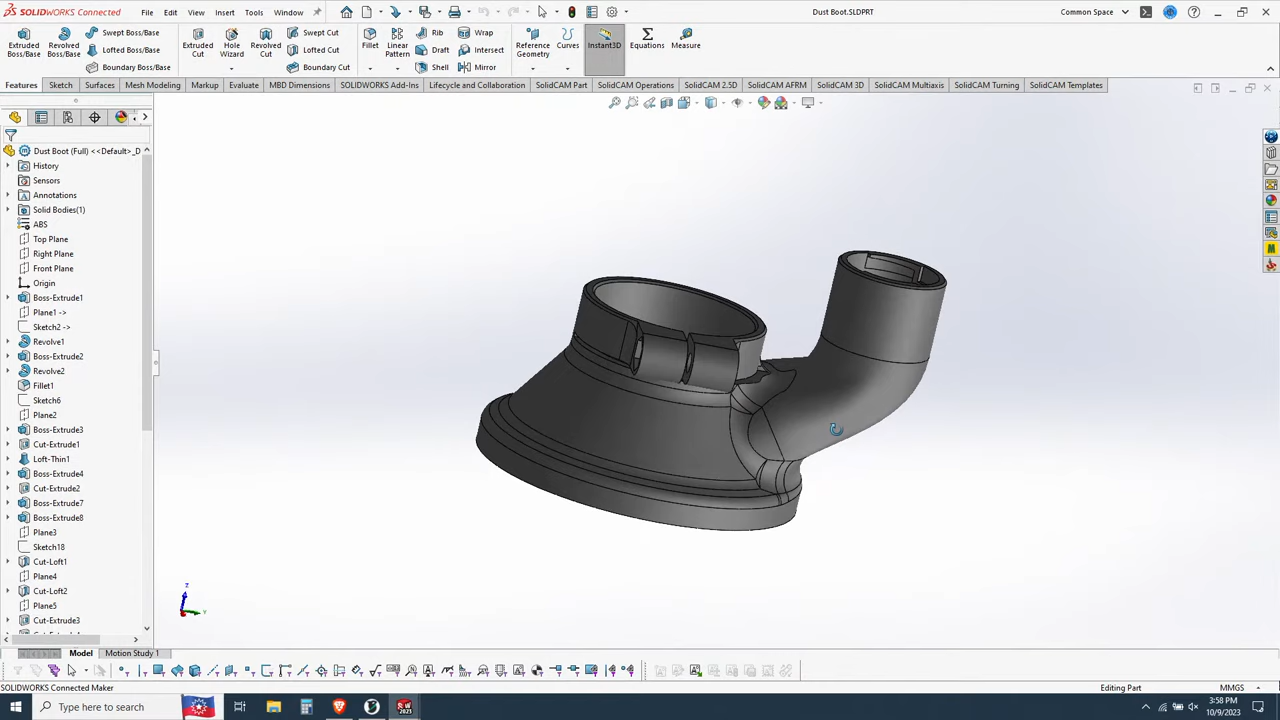 SOLIDWORKS Connected
File
Edit
View
Insert
Tools
Window
Dust Boot.SLDPRT
Common Space
Extruded Boss/Base
Revolved Boss/Base
Swept Boss/Base
Lofted Boss/Base
Boundary Boss/Base
Extruded Cut
Hole Wizard
Revolved Cut
Swept Cut
Lofted Cut
Boundary Cut
Fillet
Linear Pattern
Rib
Draft
Shell
Wrap
Intersect
Mirror
Reference Geometry
Curves
Instant3D
Equations
Measure
Features
Sketch
Surfaces
Mesh Modeling
Markup
Evaluate
MBD Dimensions
SOLIDWORKS Add-Ins
Lifecycle and Collaboration
SolidCAM Part
SolidCAM Operations
SolidCAM 2.5D
SolidCAM AFRM
SolidCAM 3D
SolidCAM Multiaxis
SolidCAM Turning
SolidCAM Templates
Dust Boot (Full) <<Default>_D
History
Sensors
Annotations
Solid Bodies(1)
ABS
Top Plane
Right Plane
Front Plane
Origin
Boss-Extrude1
Plane1 ->
Sketch2 ->
Revolve1
Boss-Extrude2
Revolve2
Fillet1
Sketch6
Plane2
Boss-Extrude3
Cut-Extrude1
Loft-Thin1
Boss-Extrude4
Cut-Extrude2
Boss-Extrude7
Boss-Extrude8
Plane3
Sketch18
Cut-Loft1
Plane4
Cut-Loft2
Plane5
Cut-Extrude3
Z
Y
Model
Motion Study 1
SOLIDWORKS Connected Maker
Editing Part
MMGS
Type here to search
3:58 PM
10/9/2023